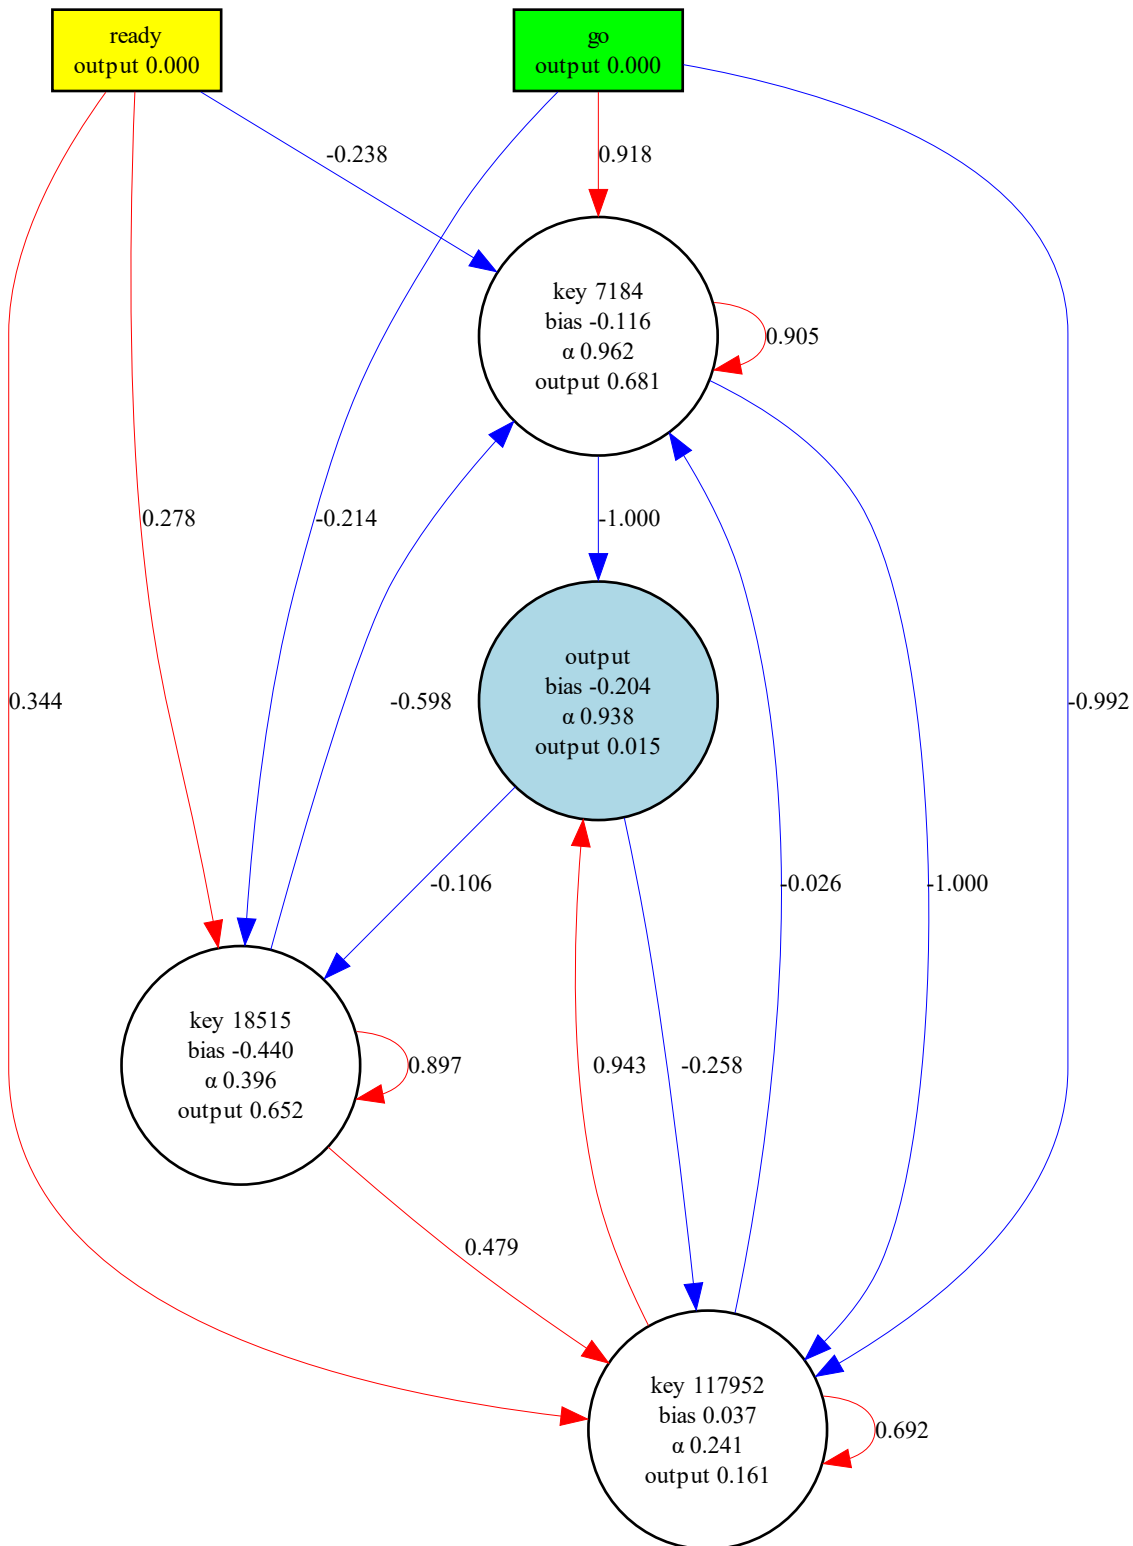 ready
output 0.000
go
output 0.000
-0.238
0.918
key 7184
bias -0.116
α 0.962
output 0.681
0.905
0.278
-0.214
-1.000
output
bias -0.204
α 0.938
output 0.015
0.344
-0.598
-0.992
-0.106
-0.026
-1.000
key 18515
bias -0.440
α 0.396
output 0.652
0.897
0.943
-0.258
0.479
key 117952
bias 0.037
α 0.241
output 0.161
0.692